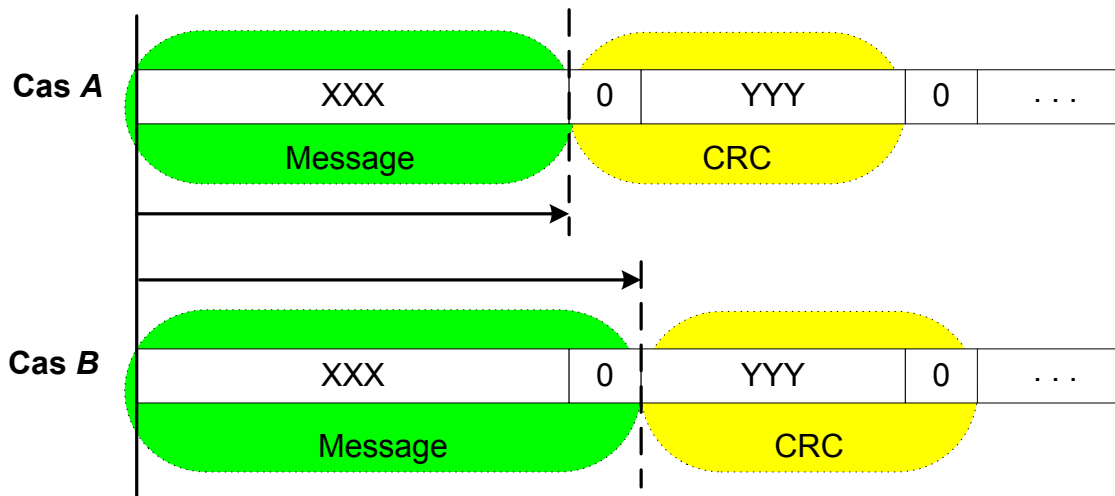 Cas A
XXX 0 YYY 0 . . .
Message CRC
Cas B
XXX 0 YYY 0 . . .
Message CRC